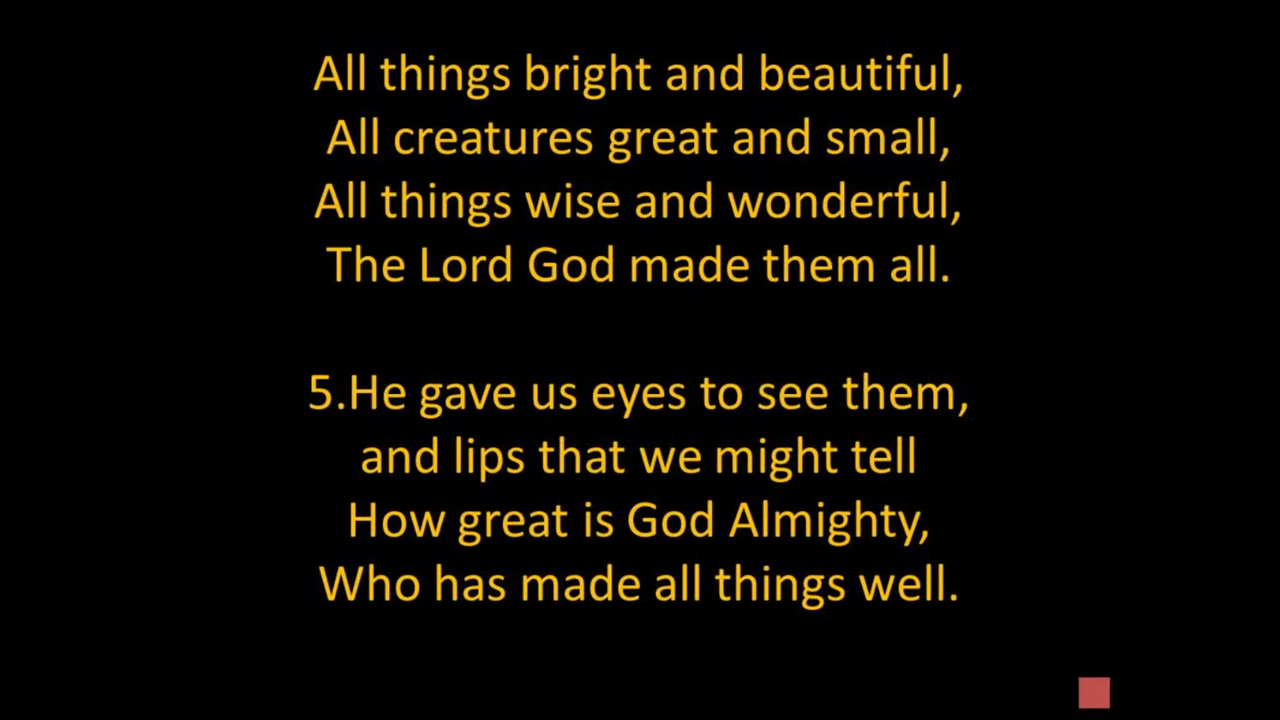 All things bright and beautiful,
All creatures great and small,
All things wise and wonderful,
The Lord God made them all.
5.He gave us eyes to see them,
and lips that we might tell
How great is God Almighty,
Who has made all things well.